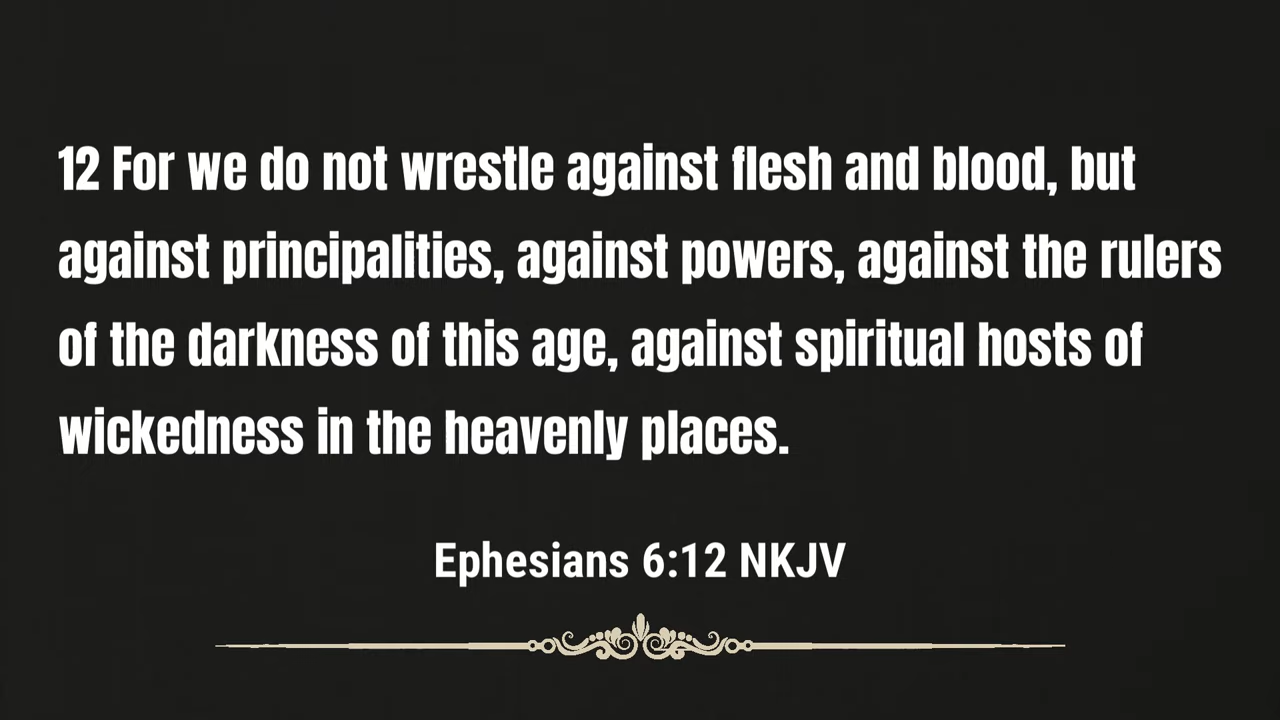 12 For we do not wrestle against flesh and blood, but
against principalities, against powers, against the rulers
of the darkness of this age, against spiritual hosts of
wickedness in the heavenly places.
Ephesians 6:12 NKJV